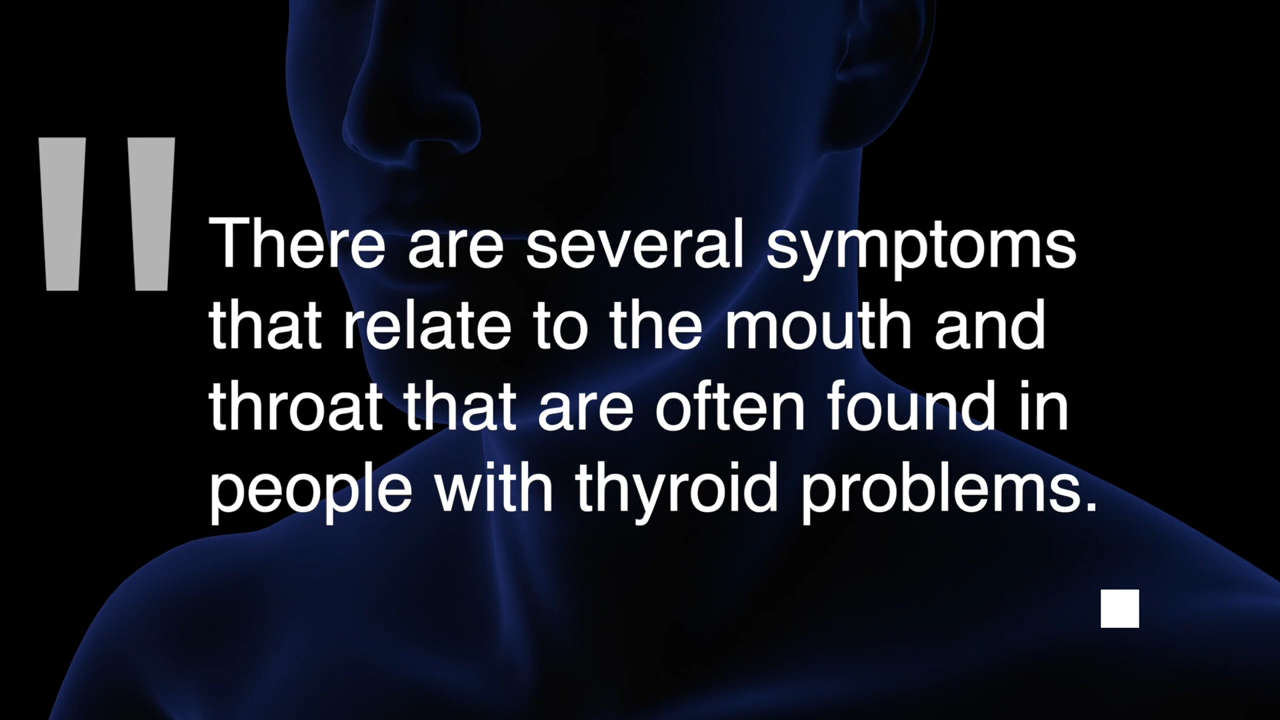 "
There are several symptoms
that relate to the mouth and
throat that are often found in
people with thyroid problems.